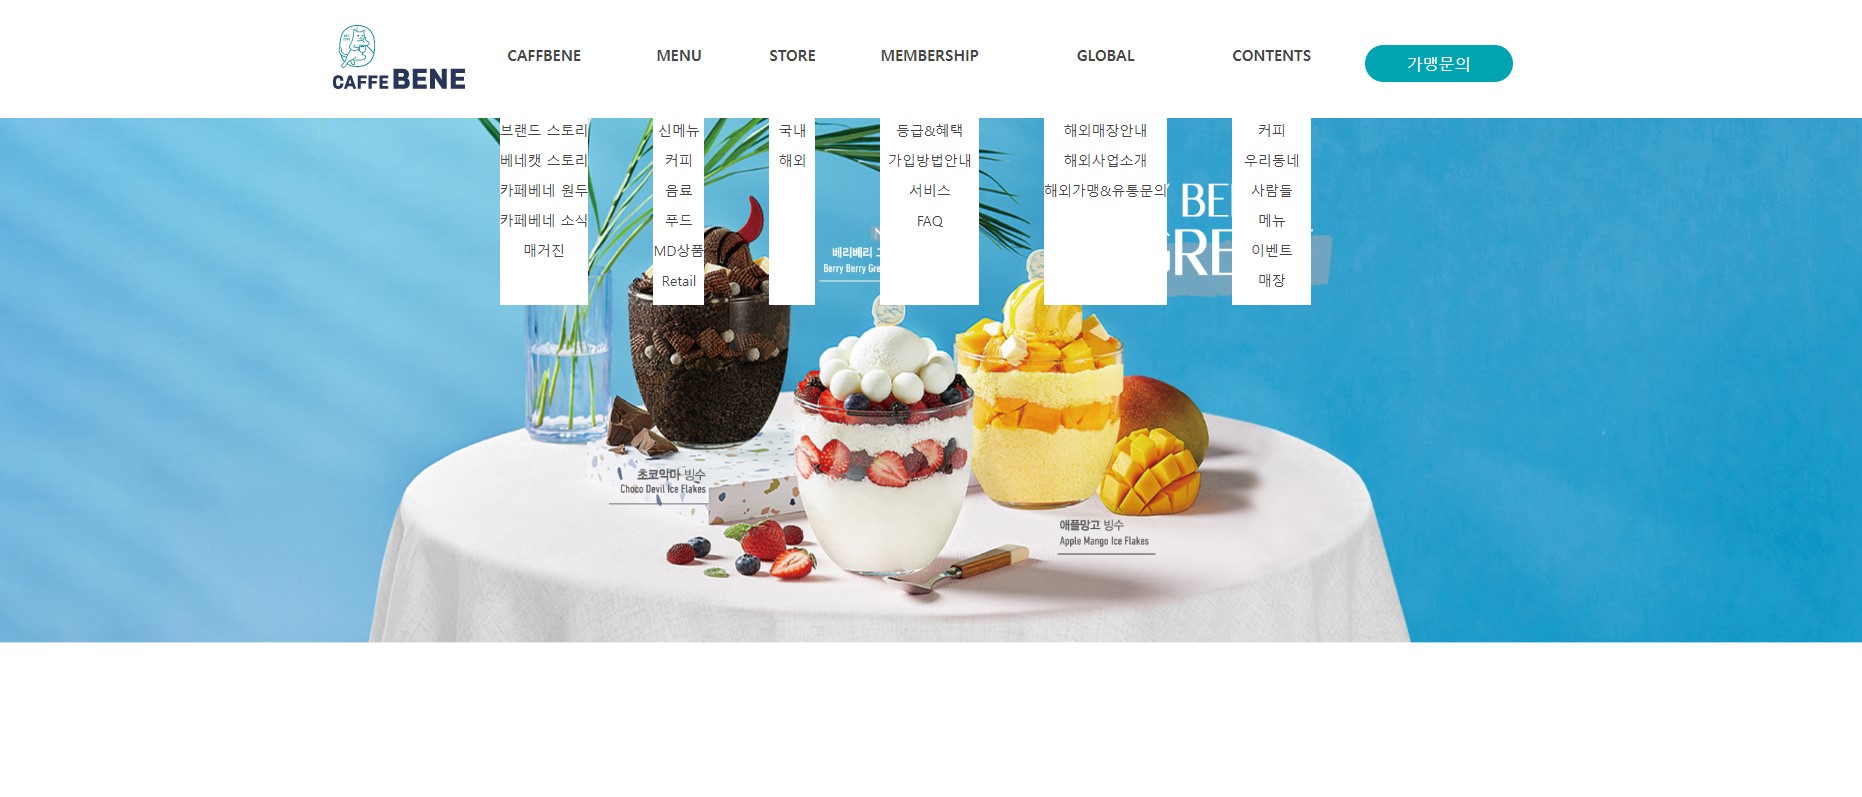 CAFFE BENE
CAFFBENE
MENU
STORE
MEMBERSHIP
GLOBAL
CONTENTS
가맹문의
브랜드 스토리
베네캣 스토리
카페베네 원두
카페베네 소식
매거진
신메뉴
커피
음료
푸드
MD상품
Retail
국내
해외
등급&혜택
가입방법안내
서비스
FAQ
해외매장안내
해외사업소개
해외가맹&유통문의
커피
우리동네
사람들
메뉴
이벤트
매장
베리베리
Berry Berry
초코악마 빙수
Choco Devil Ice Flakes
애플망고 빙수
Apple Mango Ice Flakes